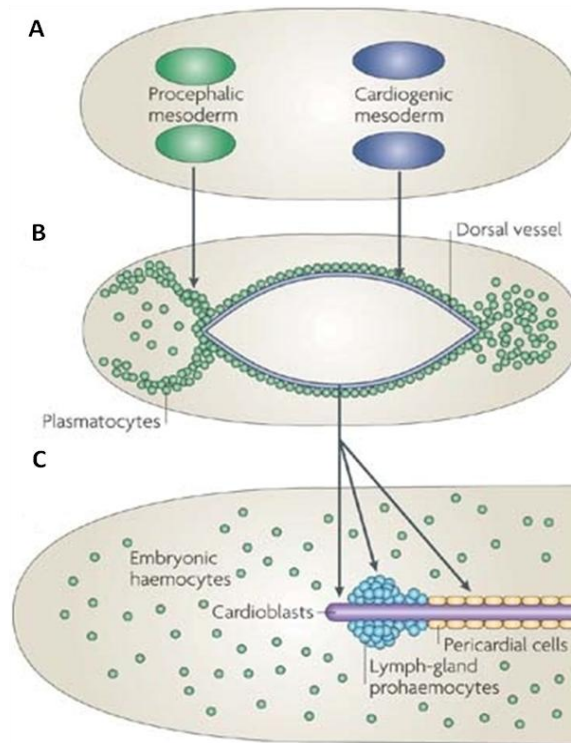 A
Procephalic
mesoderm
Cardiogenic
mesoderm
B
Dorsal vessel
Plasmatocytes
C
Embryonic
haemocytes
Cardioblasts
Pericardial cells
Lymph-gland
prohaemocytes